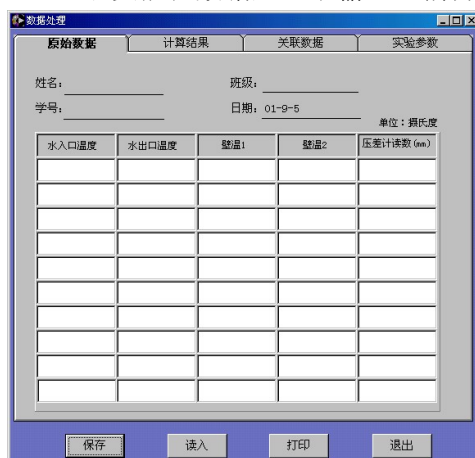 数据处理
原始数据 计算结果 关联数据 实验参数
姓名: 班级:
学号: 日期: 01-9-5
单位：摄氏度
水入口温度 水出口温度 壁温1 壁温2 压差计读数(mm)
保存 读入 打印 退出